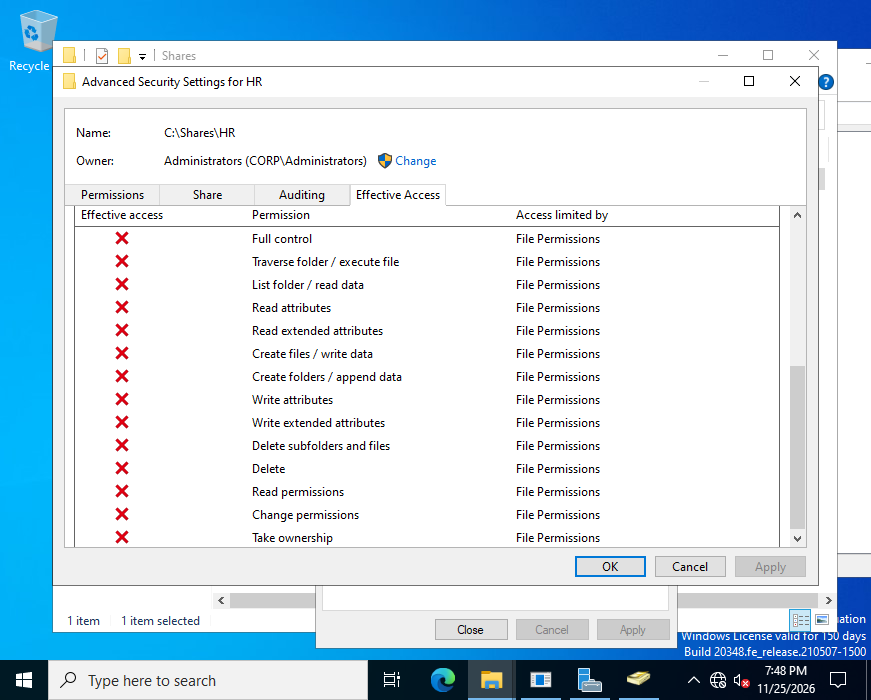 Recycle
Shares
Advanced Security Settings for HR
Name: C:\Shares\HR
Owner: Administrators (CORP\Administrators) Change
Permissions Share Auditing Effective Access
Effective access Permission Access limited by
Full control File Permissions
Traverse folder / execute file File Permissions
List folder / read data File Permissions
Read attributes File Permissions
Read extended attributes File Permissions
Create files / write data File Permissions
Create folders / append data File Permissions
Write attributes File Permissions
Write extended attributes File Permissions
Delete subfolders and files File Permissions
Delete File Permissions
Read permissions File Permissions
Change permissions File Permissions
Take ownership File Permissions
OK Cancel Apply
1 item 1 item selected
Close Cancel Apply
uation
Windows License valid for 150 days
Build 20348.fe_release.210507-1500
Type here to search
7:48 PM
11/25/2026